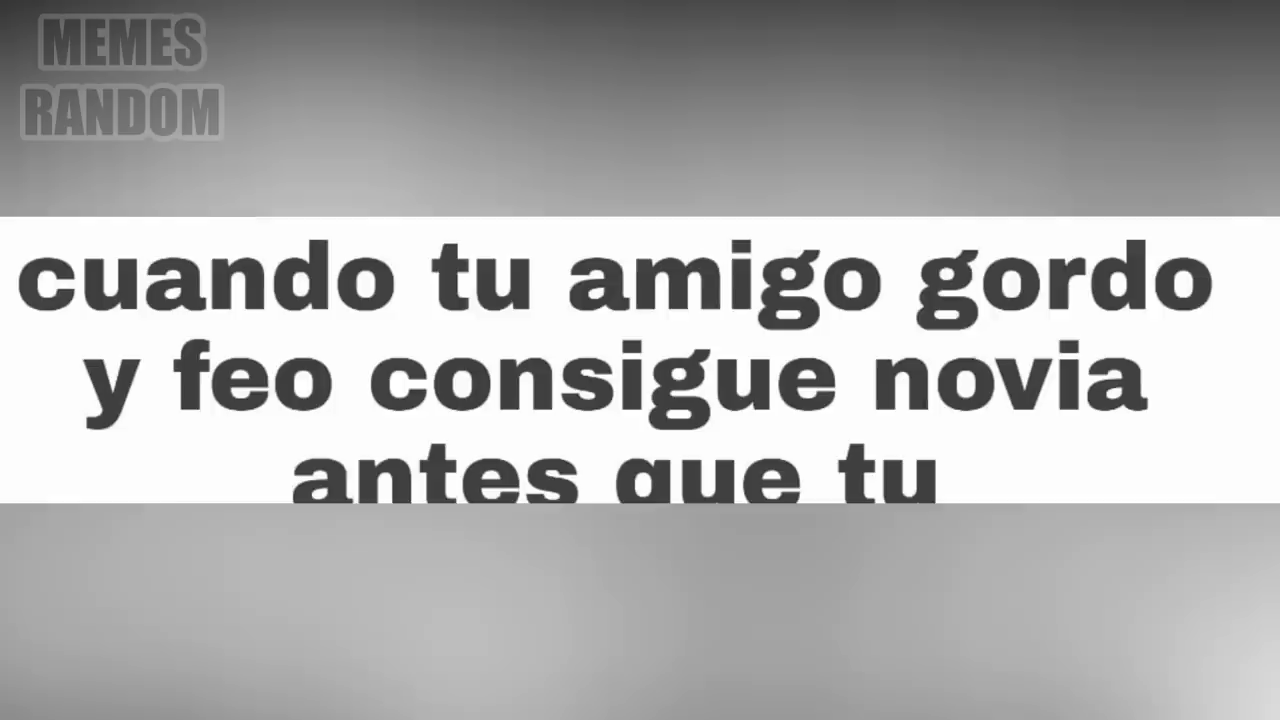 MEMES
RANDOM
cuando tu amigo gordo
y feo consigue novia
antes que tu